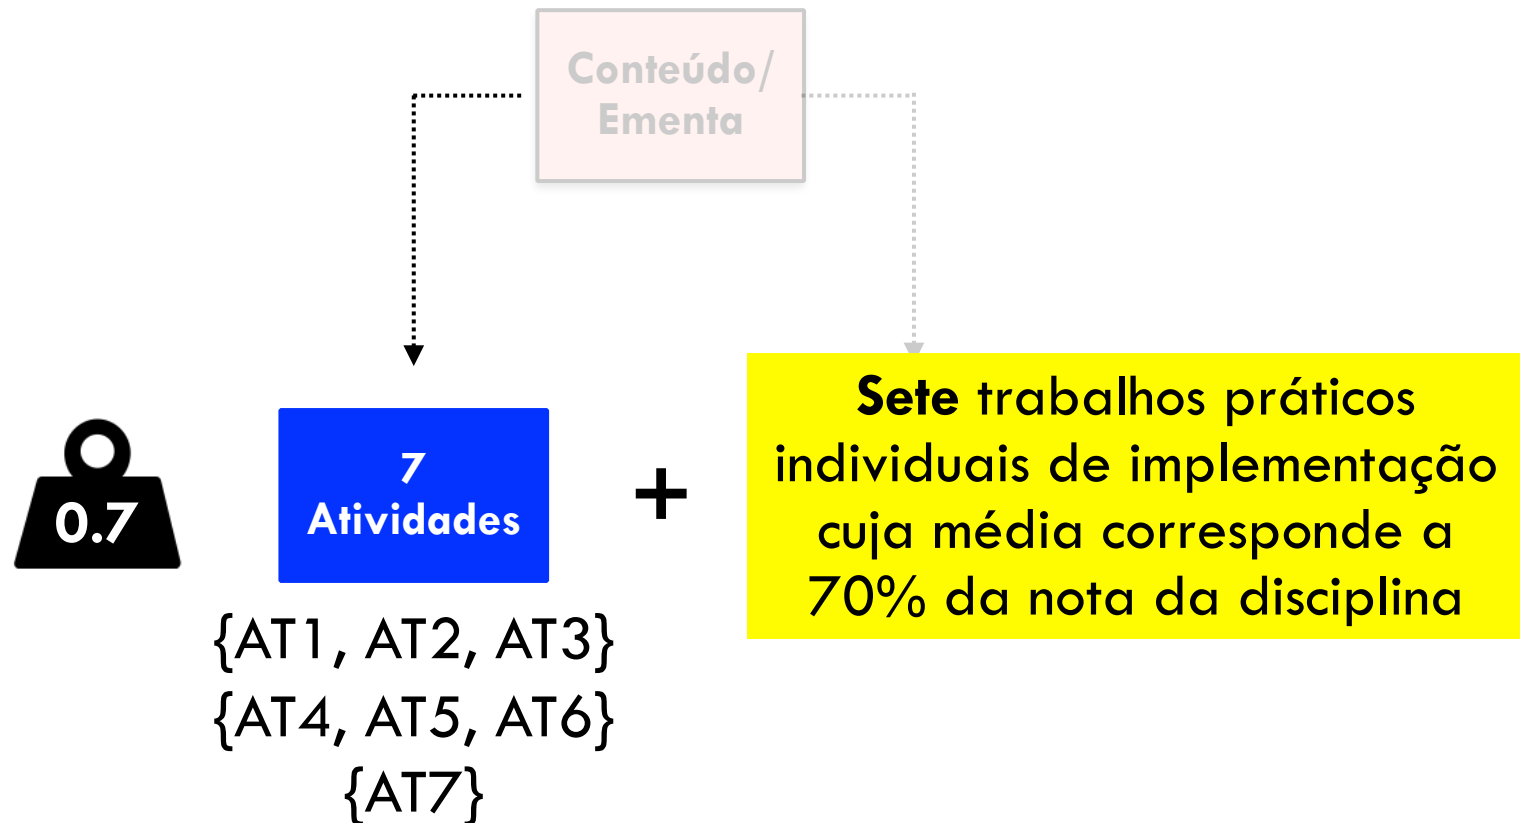 Conteúdo/
Ementa
0.7
7
Atividades
+
Sete trabalhos práticos
individuais de implementação
cuja média corresponde a
70% da nota da disciplina
{AT1, AT2, AT3}
{AT4, AT5, AT6}
{AT7}